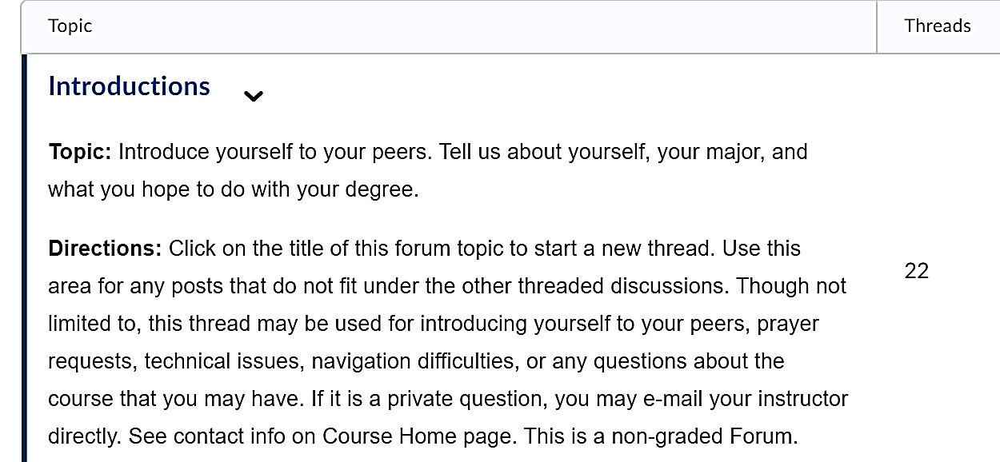 Topic
Threads
Introductions
Topic: Introduce yourself to your peers. Tell us about yourself, your major, and
what you hope to do with your degree.
Directions: Click on the title of this forum topic to start a new thread. Use this
area for any posts that do not fit under the other threaded discussions. Though not
limited to, this thread may be used for introducing yourself to your peers, prayer
requests, technical issues, navigation difficulties, or any questions about the
course that you may have. If it is a private question, you may e-mail your instructor
directly. See contact info on Course Home page. This is a non-graded Forum.
22